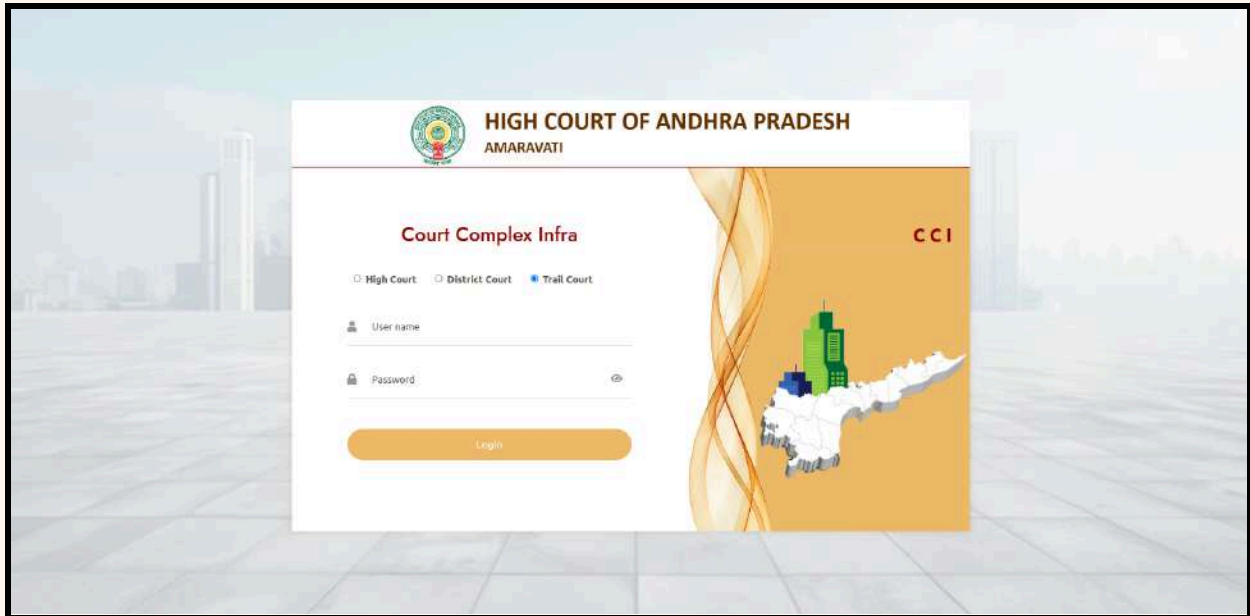 HIGH COURT OF ANDHRA PRADESH
AMARAVATI
Court Complex Infra
C C I
High Court District Court Trail Court
User name
Password
Login